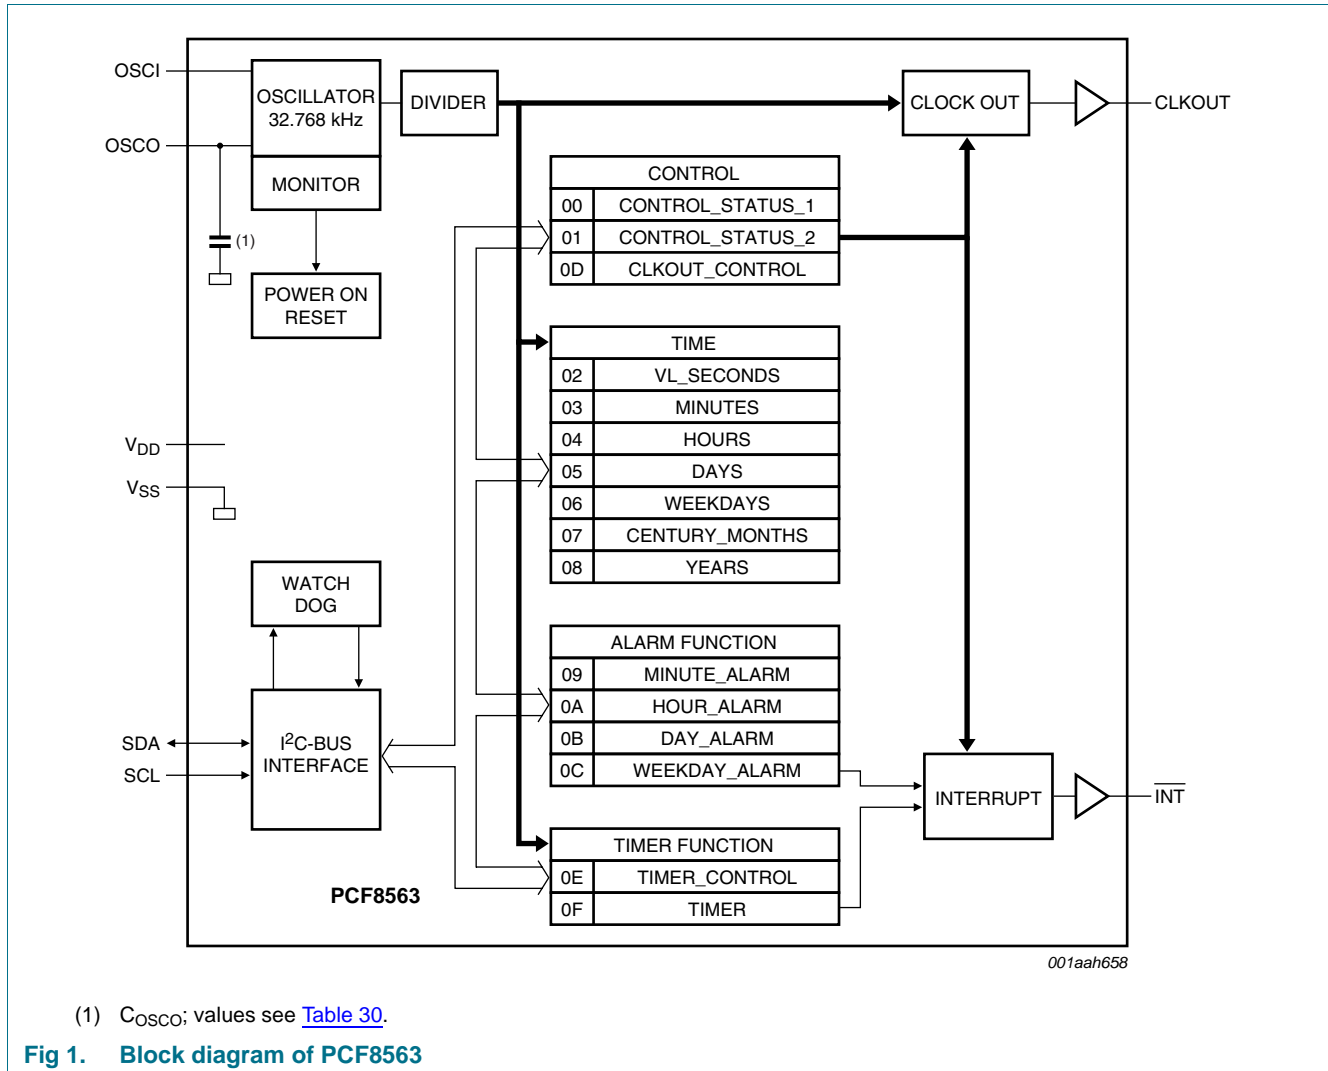 OSCI
OSCILLATOR
32.768 kHz
DIVIDER
CLOCK OUT
CLKOUT
OSCO
MONITOR
(1)
POWER ON
RESET
CONTROL
00 CONTROL_STATUS_1
01 CONTROL_STATUS_2
0D CLKOUT_CONTROL
TIME
02 VL_SECONDS
03 MINUTES
04 HOURS
05 DAYS
06 WEEKDAYS
07 CENTURY_MONTHS
08 YEARS
VDD
VSS
WATCH
DOG
ALARM FUNCTION
09 MINUTE_ALARM
0A HOUR_ALARM
0B DAY_ALARM
0C WEEKDAY_ALARM
SDA
SCL
I2C-BUS
INTERFACE
INTERRUPT
INT
TIMER FUNCTION
0E TIMER_CONTROL
0F TIMER
PCF8563
001aah658
(1) COSCO; values see Table 30.
Fig 1. Block diagram of PCF8563